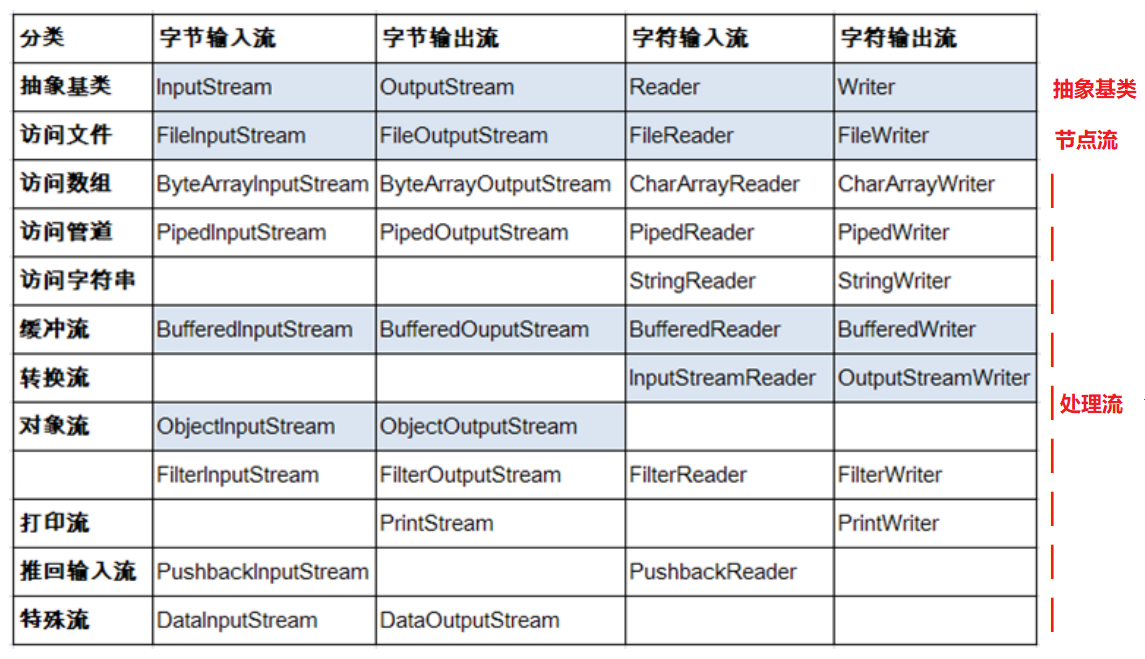 分类 字节输入流 字节输出流 字符输入流 字符输出流
抽象基类 InputStream OutputStream Reader Writer 抽象基类
访问文件 FileInputStream FileOutputStream FileReader FileWriter 节点流
访问数组 ByteArrayInputStream ByteArrayOutputStream CharArrayReader CharArrayWriter
访问管道 PipedInputStream PipedOutputStream PipedReader PipedWriter
访问字符串 StringReader StringWriter
缓冲流 BufferedInputStream BufferedOuputStream BufferedReader BufferedWriter
转换流 InputStreamReader OutputStreamWriter
处理流
对象流 ObjectInputStream ObjectOutputStream
FilterInputStream FilterOutputStream FilterReader FilterWriter
打印流 PrintStream PrintWriter
推回输入流 PushbackInputStream PushbackReader
特殊流 DataInputStream DataOutputStream